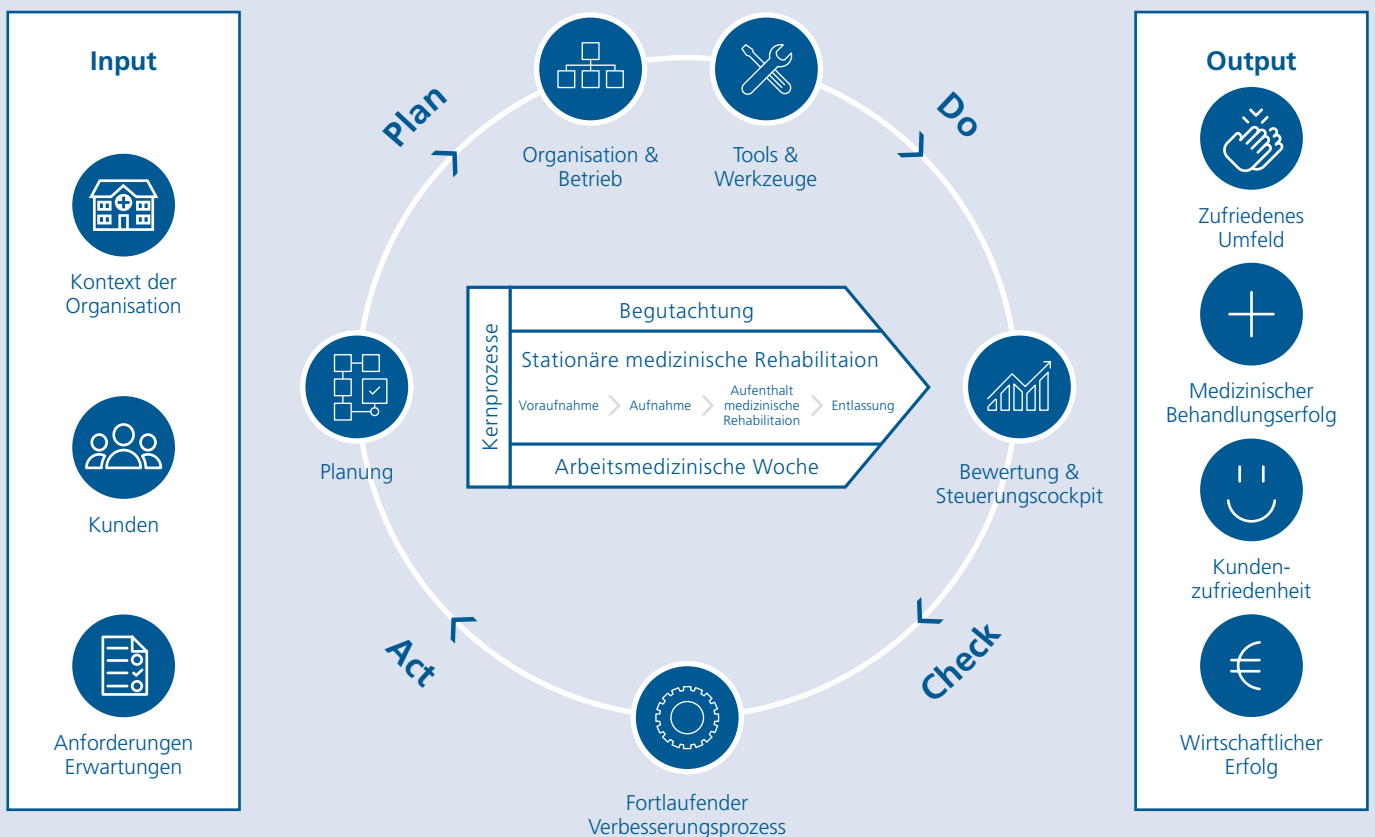 Input
Kontext der
Organisation
Kunden
Anforderungen
Erwartungen
Plan
Do
Check
Act
Organisation &
Betrieb
Tools &
Werkzeuge
Planung
Bewertung &
Steuerungscockpit
Fortlaufender
Verbesserungsprozess
Kernprozesse
Begutachtung
Stationäre medizinische Rehabilitaion
Voraufnahme
Aufnahme
Aufenthalt
medizinische
Rehabilitaion
Entlassung
Arbeitsmedizinische Woche
Output
Zufriedenes
Umfeld
Medizinischer
Behandlungserfolg
Kunden-
zufriedenheit
Wirtschaftlicher
Erfolg